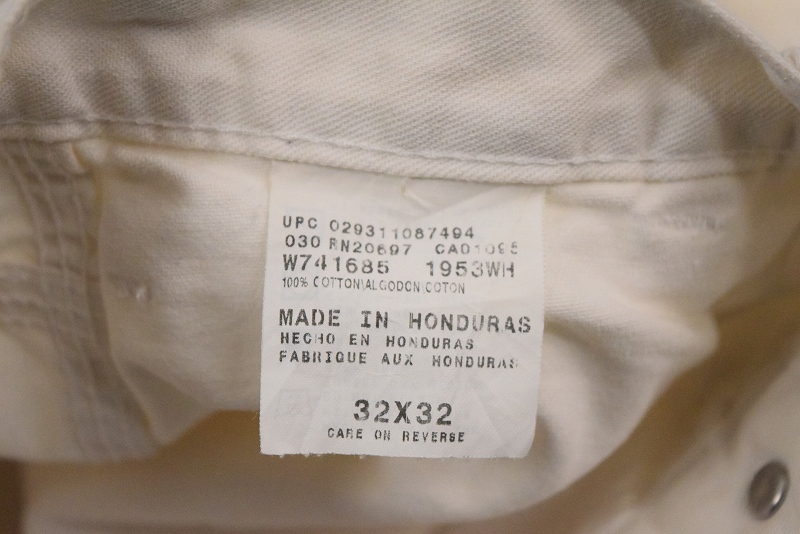 UPC 029311087494
030 RN20697 CA01095
W741685 1953WH
100% COTTON\ALGODON\COTON
MADE IN HONDURAS
HECHO EN HONDURAS
FABRIQUE AUX HONDURAS
32X32
CARE ON REVERSE